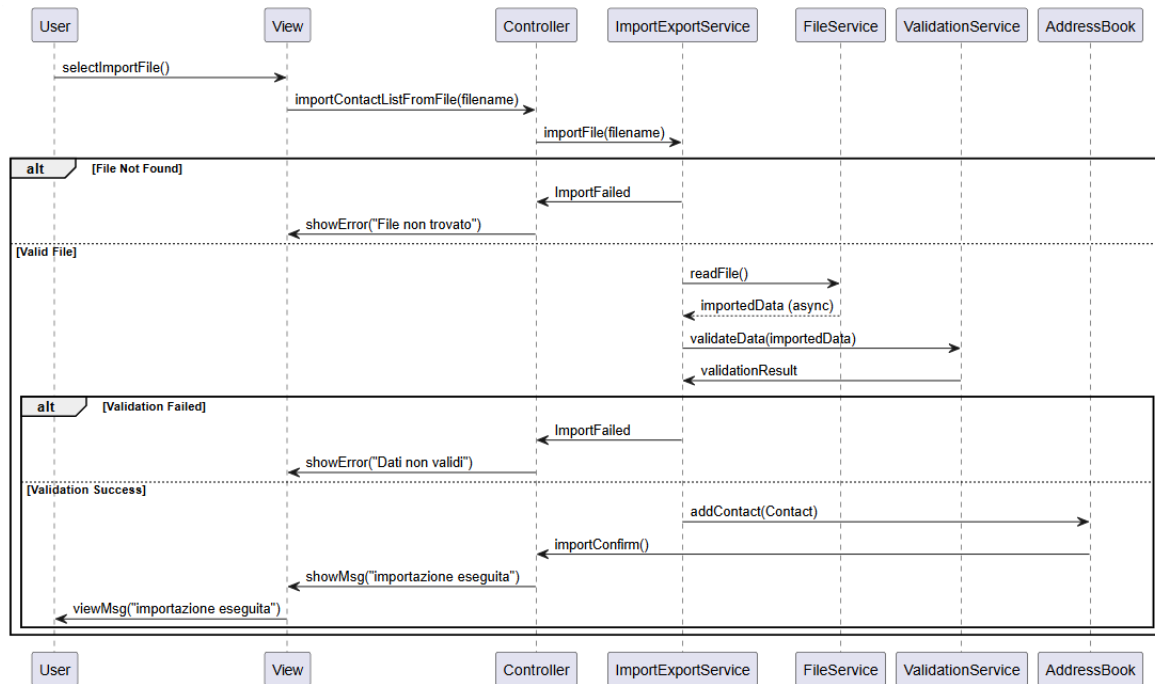 User View Controller ImportExportService FileService ValidationService AddressBook
selectImportFile()
importContactListFromFile(filename)
importFile(filename)
alt [File Not Found]
ImportFailed
showError("File non trovato")
[Valid File]
readFile()
importedData (async)
validateData(importedData)
validationResult
alt [Validation Failed]
ImportFailed
showError("Dati non validi")
[Validation Success]
addContact(Contact)
importConfirm()
showMsg("importazione eseguita")
viewMsg("importazione eseguita")
User View Controller ImportExportService FileService ValidationService AddressBook